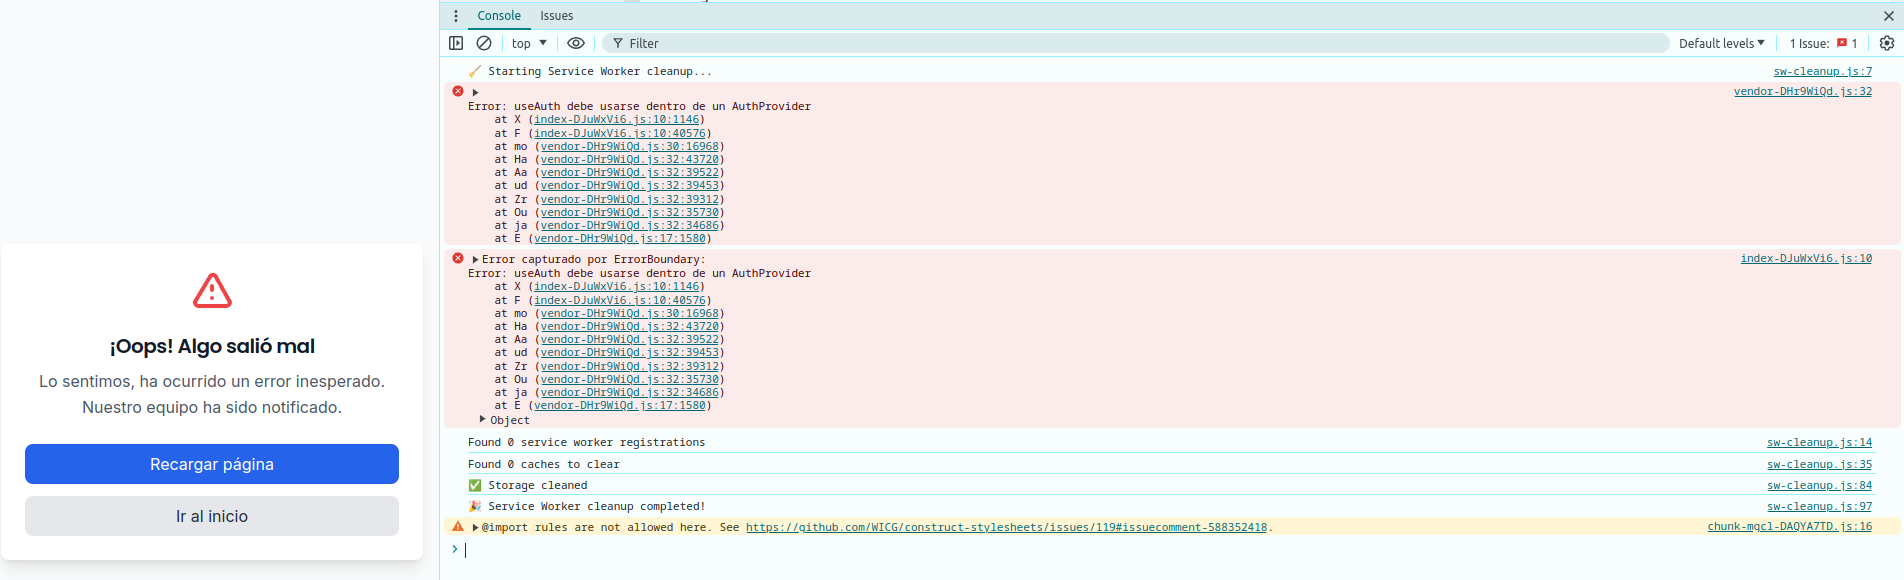 ¡Oops! Algo salió mal
Lo sentimos, ha ocurrido un error inesperado.
Nuestro equipo ha sido notificado.
Recargar página
Ir al inicio
Console Issues
top Filter Default levels 1 Issue: 1
Starting Service Worker cleanup... sw-cleanup.js:7
vendor-DHr9WiQd.js:32
Error: useAuth debe usarse dentro de un AuthProvider
at X (index-DJuWxVi6.js:10:1146)
at F (index-DJuWxVi6.js:10:40576)
at mo (vendor-DHr9WiQd.js:30:16968)
at Ha (vendor-DHr9WiQd.js:32:43720)
at Aa (vendor-DHr9WiQd.js:32:39522)
at ud (vendor-DHr9WiQd.js:32:39453)
at Zr (vendor-DHr9WiQd.js:32:39312)
at Ou (vendor-DHr9WiQd.js:32:35730)
at ja (vendor-DHr9WiQd.js:32:34686)
at E (vendor-DHr9WiQd.js:17:1580)
Error capturado por ErrorBoundary: index-DJuWxVi6.js:10
Error: useAuth debe usarse dentro de un AuthProvider
at X (index-DJuWxVi6.js:10:1146)
at F (index-DJuWxVi6.js:10:40576)
at mo (vendor-DHr9WiQd.js:30:16968)
at Ha (vendor-DHr9WiQd.js:32:43720)
at Aa (vendor-DHr9WiQd.js:32:39522)
at ud (vendor-DHr9WiQd.js:32:39453)
at Zr (vendor-DHr9WiQd.js:32:39312)
at Ou (vendor-DHr9WiQd.js:32:35730)
at ja (vendor-DHr9WiQd.js:32:34686)
at E (vendor-DHr9WiQd.js:17:1580)
Object
Found 0 service worker registrations sw-cleanup.js:14
Found 0 caches to clear sw-cleanup.js:35
✅ Storage cleaned sw-cleanup.js:84
🎉 Service Worker cleanup completed! sw-cleanup.js:97
@import rules are not allowed here. See https://github.com/WICG/construct-stylesheets/issues/119#issuecomment-588352418. chunk-mgcl-DAQYA7TD.js:16